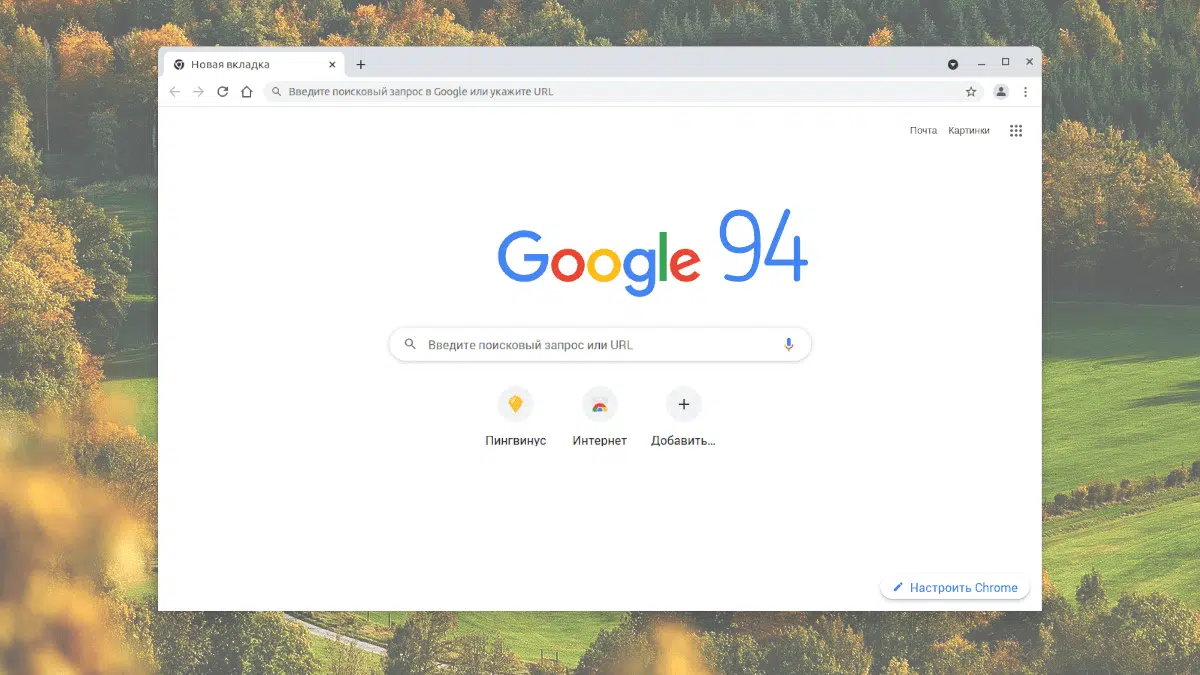 Новая вкладка
Введите поисковый запрос в Google или укажите URL
Почта Картинки
Google 94
Введите поисковый запрос или URL
Пингвинус Интернет Добавить...
Настроить Chrome